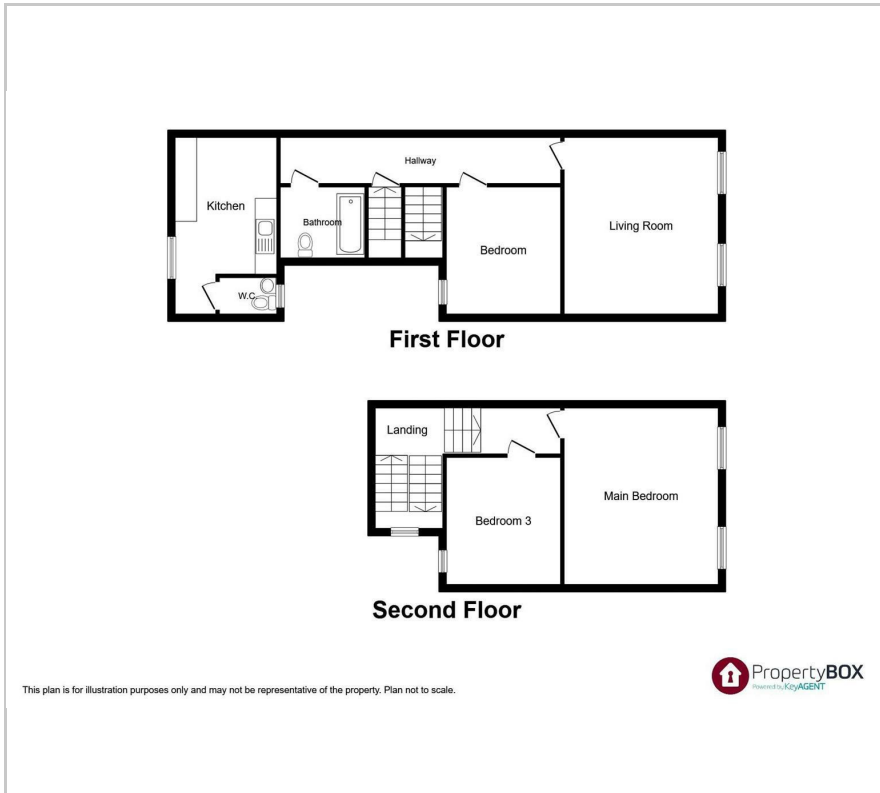 Hallway
Kitchen
Bathroom
Bedroom
Living Room
W.C.
First Floor
Landing
Main Bedroom
Bedroom 3
Second Floor
This plan is for illustration purposes only and may not be representative of the property. Plan not to scale.
PropertyBOX
Powered by KeyAGENT